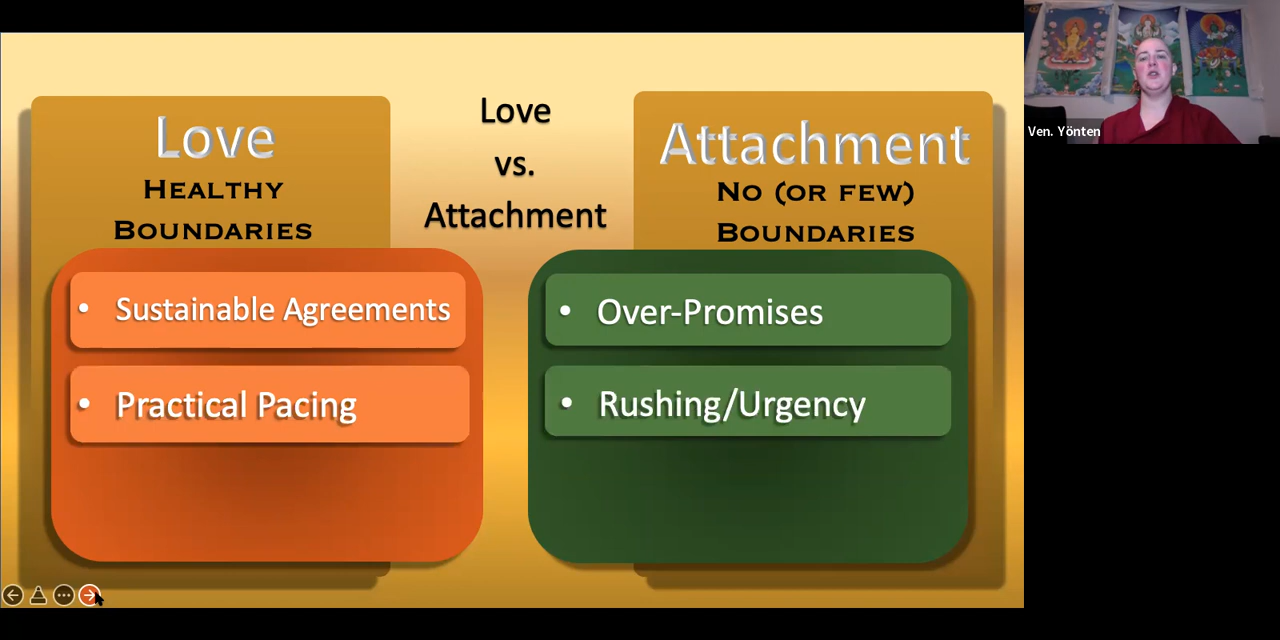 Love
vs.
Attachment
Love
Healthy
Boundaries
• Sustainable Agreements
• Practical Pacing
Attachment
No (or few)
Boundaries
• Over-Promises
• Rushing/Urgency
Ven. Yönten